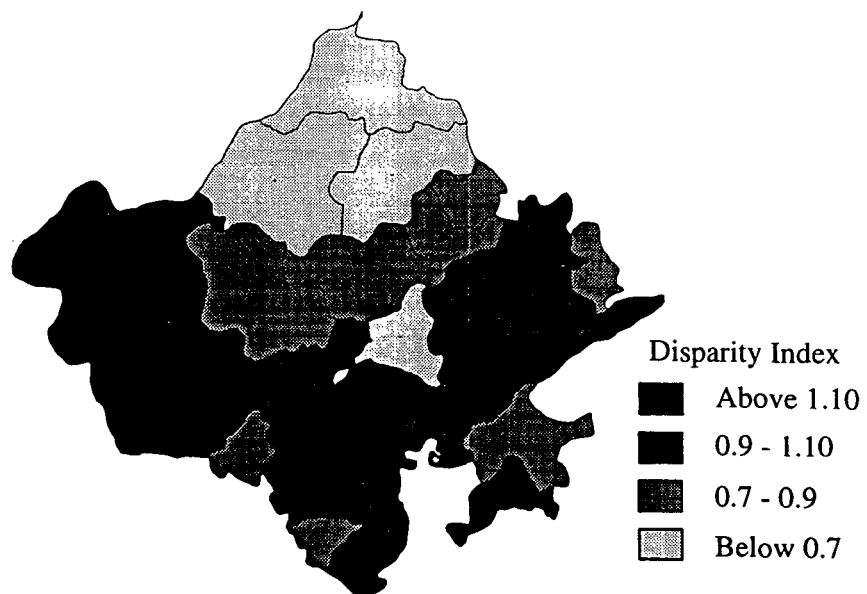 Disparity Index
Above 1.10
0.9 - 1.10
0.7 - 0.9
Below 0.7